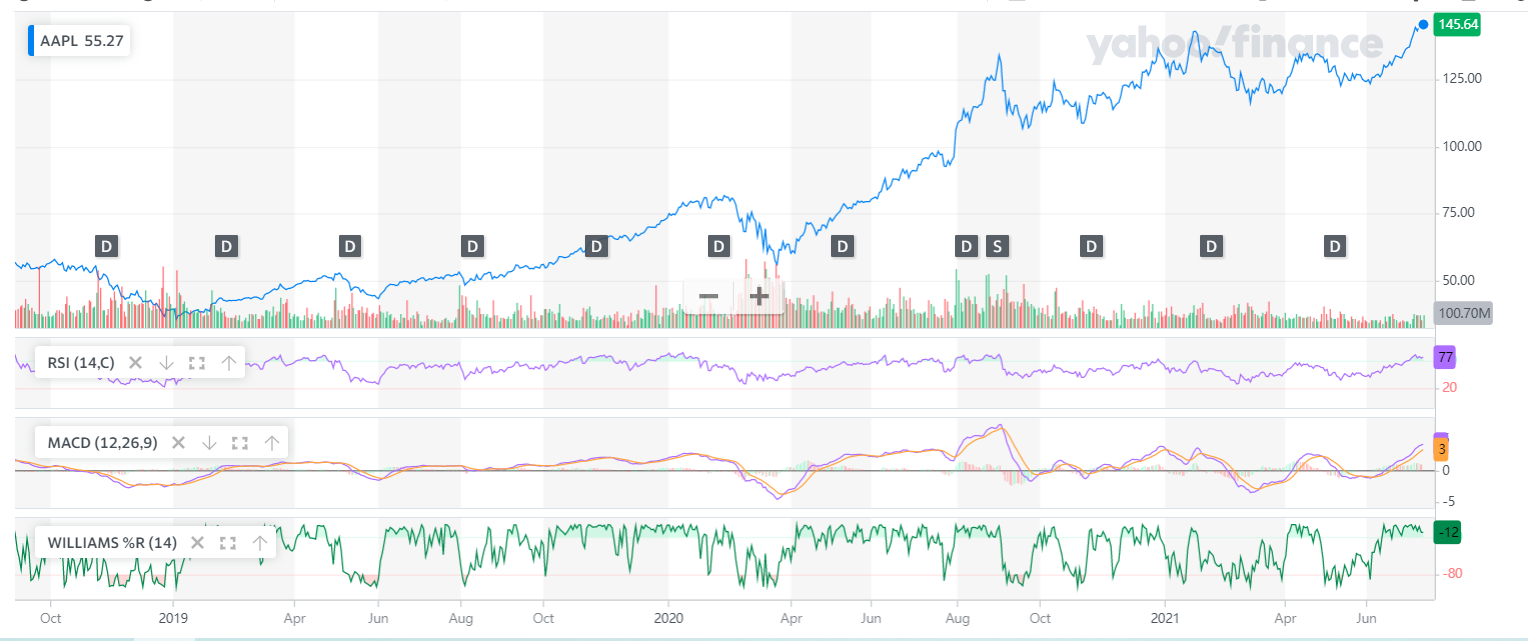 AAPL 55.27
yahoo!finance
145.64
125.00
100.00
75.00
D D D D D D D D S D D D
50.00
100.70M
RSI (14,C)
77
20
MACD (12,26,9)
3
0
-5
WILLIAMS %R (14)
-12
-80
Oct 2019 Apr Jun Aug Oct 2020 Apr Jun Aug Oct 2021 Apr Jun